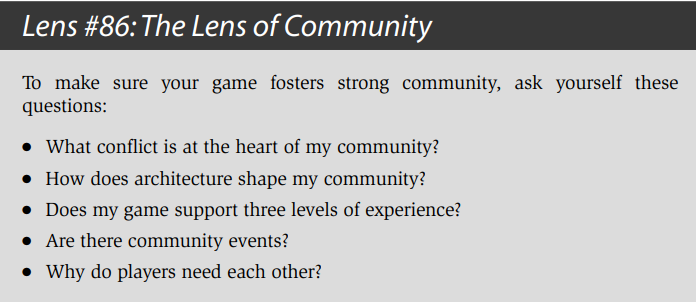 Lens #86: The Lens of Community
To make sure your game fosters strong community, ask yourself these
questions:
● What conflict is at the heart of my community?
● How does architecture shape my community?
● Does my game support three levels of experience?
● Are there community events?
● Why do players need each other?